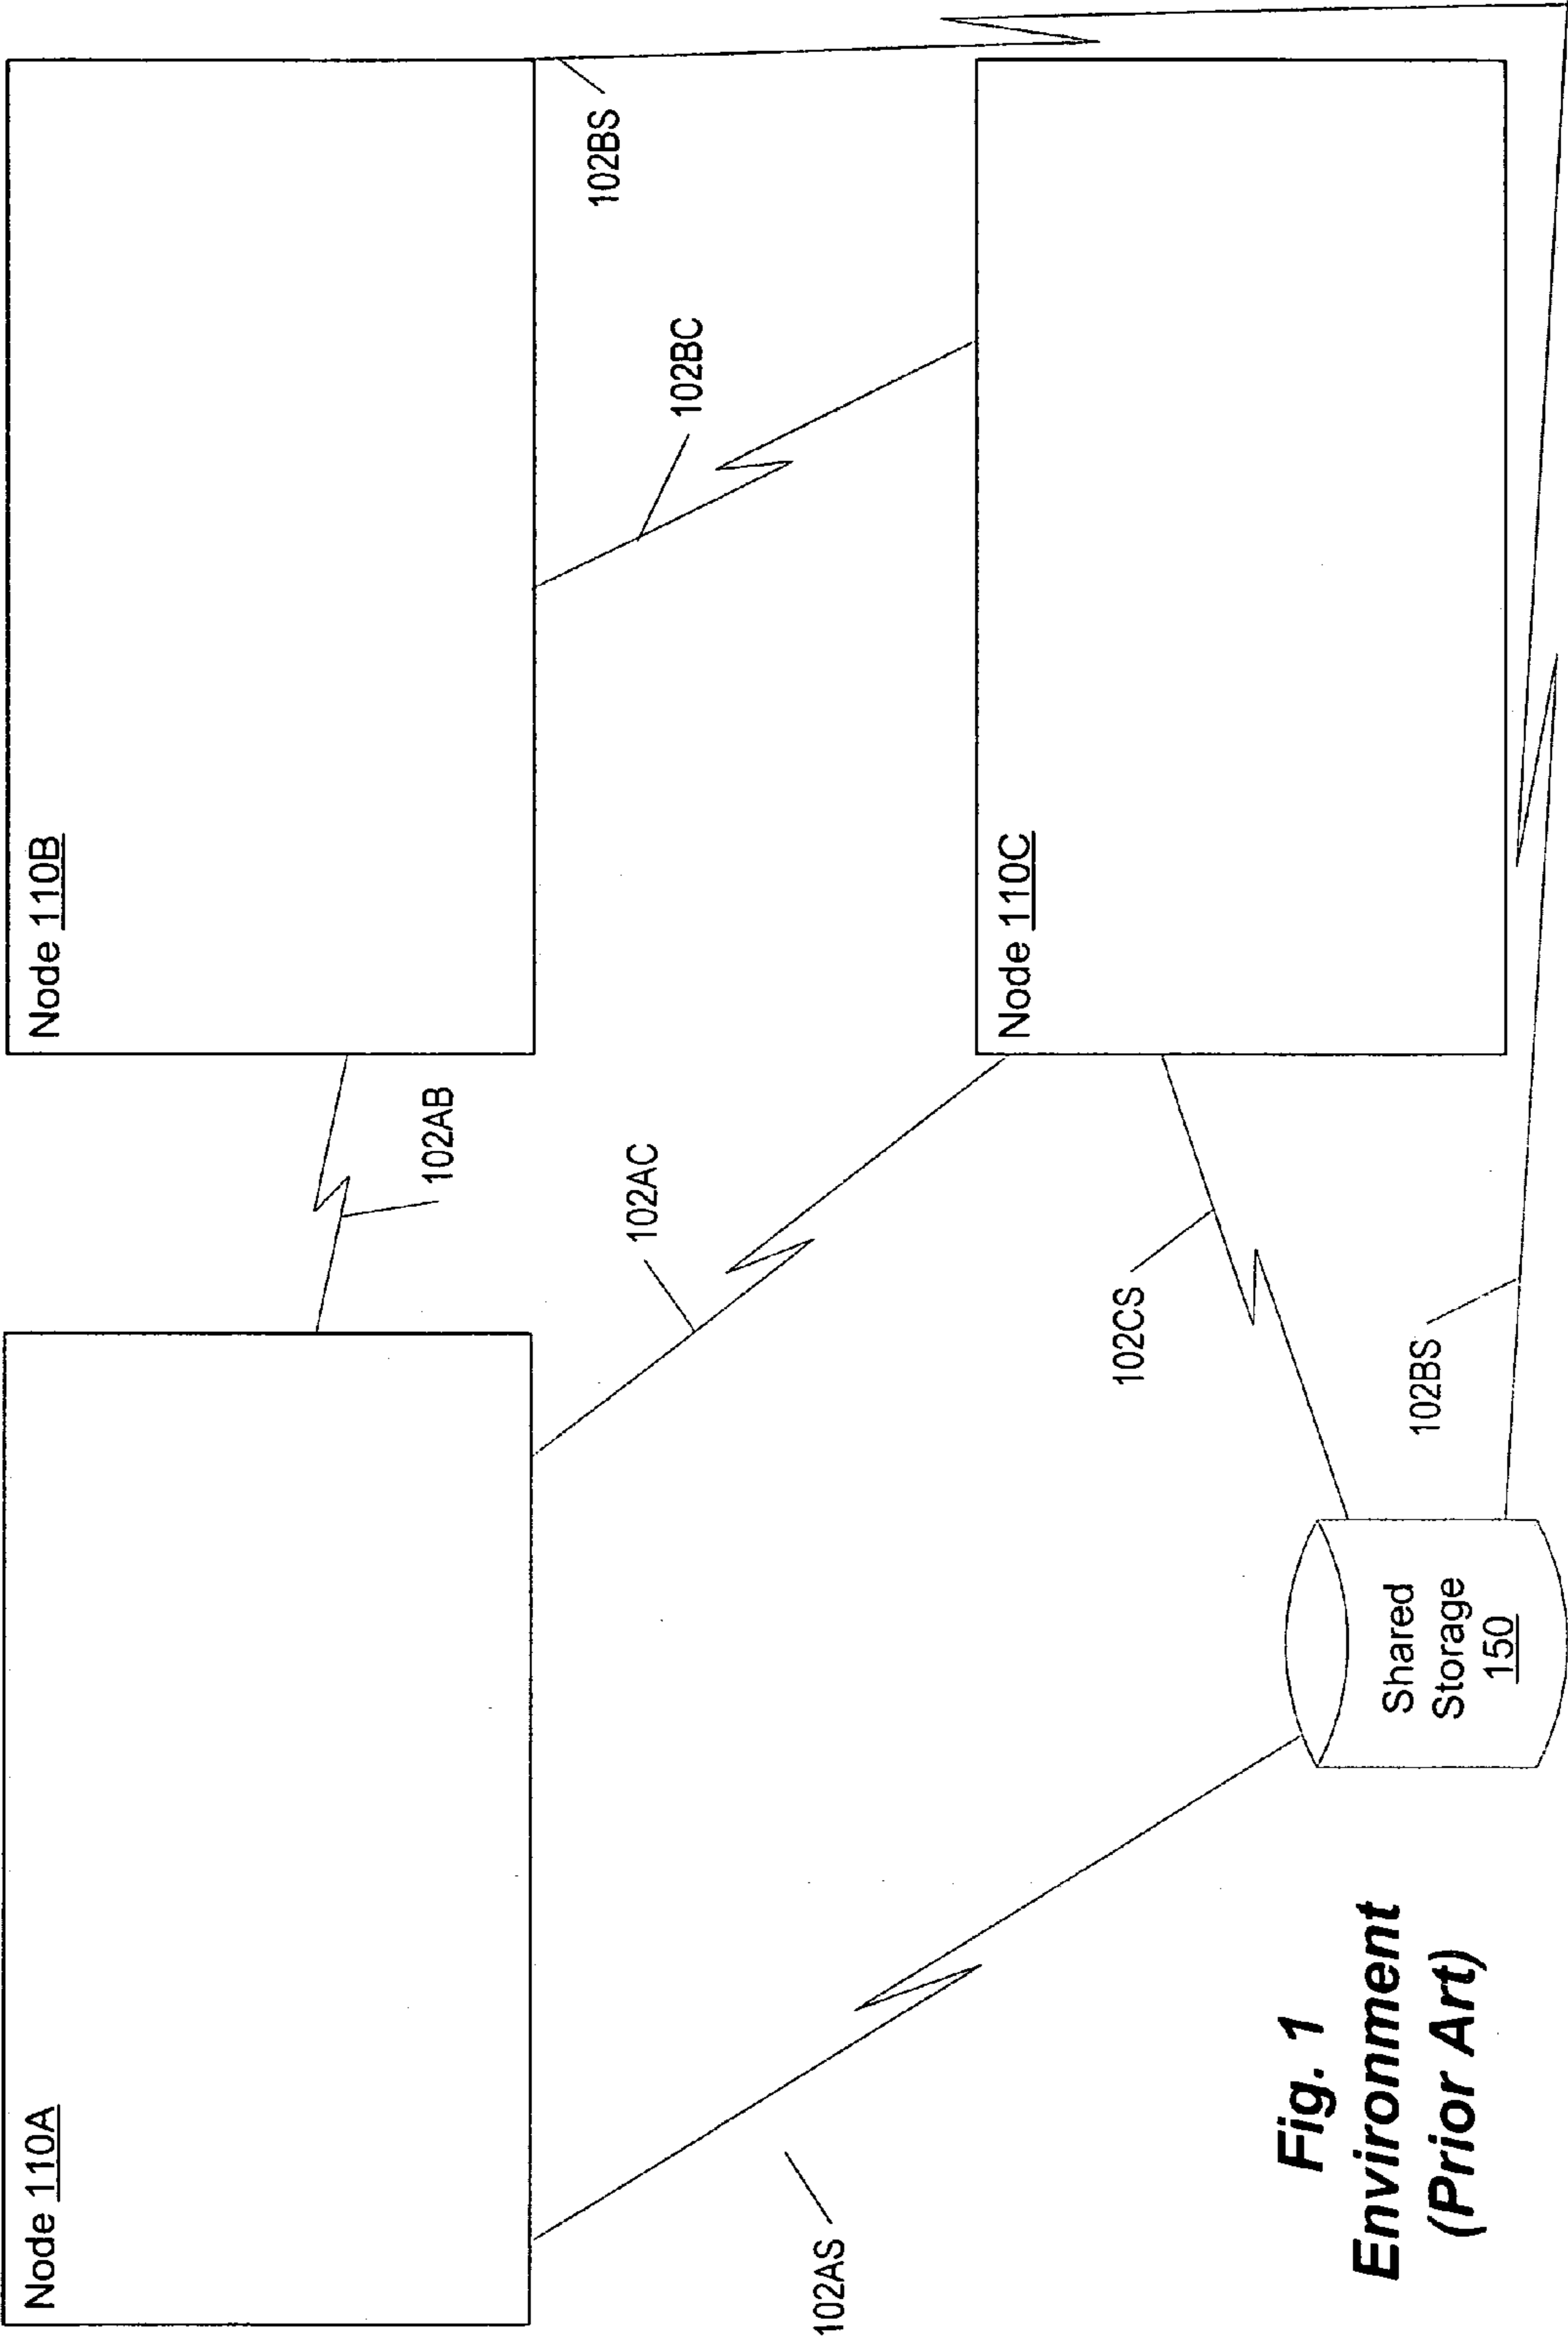 Node 110A
Node 110B
102AB
102AC
102BC
102BS
Node 110C
102AS
102CS
102BS
Shared
Storage
150
Fig. 1
Environment
(Prior Art)